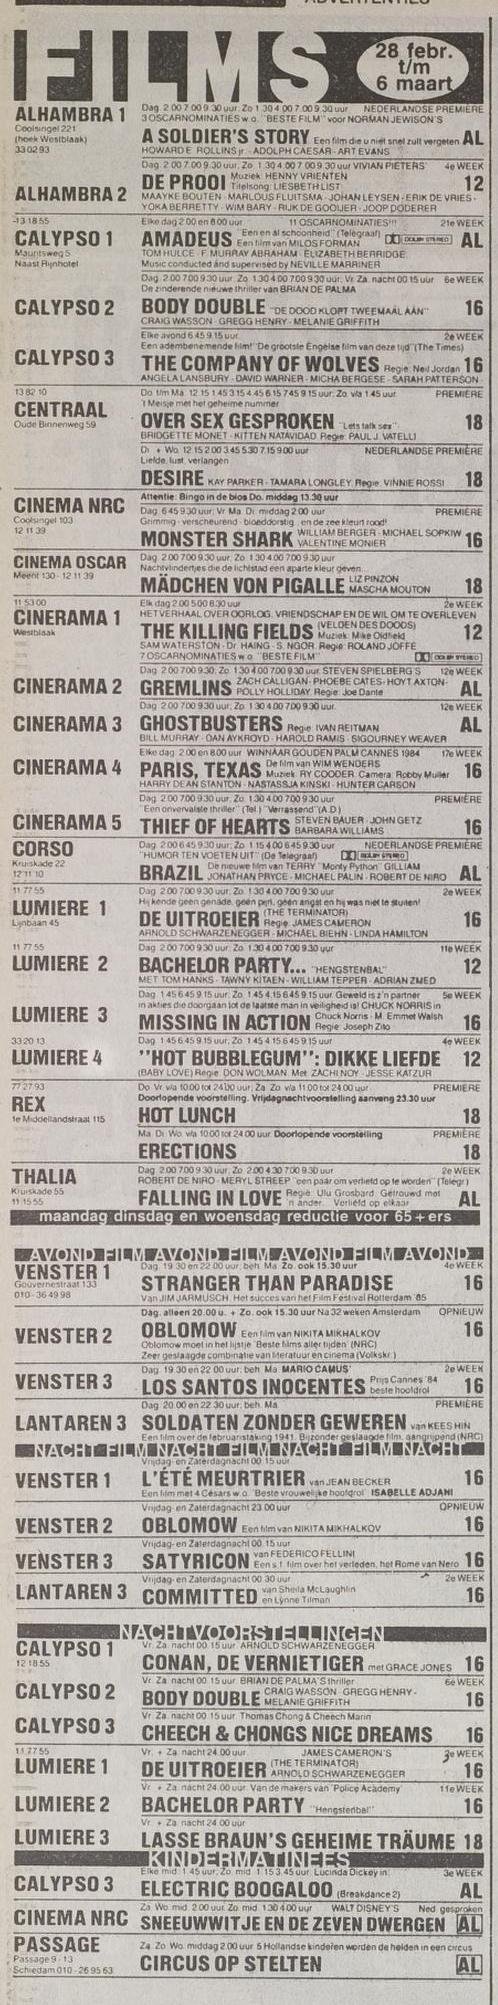 ADVERTENTIES
FILMS
28 febr.
t/m
6 maart
ALHAMBRA 1
Coolsingel 221
(hoek Westblaak)
33 02 93
Dag. 2.00 7.00 9.30 uur; Zo. 1.30 4.00 7.00 9.30 uur. NEDERLANDSE PREMIÈRE
3 OSCARNOMINATIES w.o. "BESTE FILM" voor NORMAN JEWISON'S
A SOLDIER'S STORY Een film die u niet snel zult vergeten AL
HOWARD E. ROLLINS jr. - ADOLPH CAESAR - ART EVANS
ALHAMBRA 2
Dag. 2.00 7.00 9.30 uur, Zo. 1.30 4.00 7.00 9.30 uur VIVIAN PIETERS' 4e WEEK
DE PROOI Muziek: HENNY VRIENTEN 12
Titelsong: LIESBETH LIST
MAAYKE BOUTEN - MARLOUS FLUITSMA - JOHAN LEYSEN - ERIK DE VRIES -
YOKA BERRETTY - WIM BARY - RIJK DE GOOIJER - JOOP DODERER
13 18 55
CALYPSO 1
Mauritsweg 5
Naast Rijnhotel
Elke dag 2.00 en 8.00 uur 11 OSCARNOMINATIES!!! 21e WEEK
AMADEUS "Een en al schoonheid" (Telegraaf) AL
Een film van MILOS FORMAN DOLBY STEREO
TOM HULCE - F. MURRAY ABRAHAM - ELIZABETH BERRIDGE
Music conducted and supervised by NEVILLE MARRINER
CALYPSO 2
Dag. 2.00 7.00 9.30 uur; Zo. 1.30 4.00 7.00 9.30 uur; Vr. Za. nacht 00.15 uur 6e WEEK
De zinderende nieuwe thriller van BRIAN DE PALMA
BODY DOUBLE "DE DOOD KLOPT TWEEMAAL AAN" 16
CRAIG WASSON - GREGG HENRY - MELANIE GRIFFITH
CALYPSO 3
Elke avond 6.45 9.15 uur. 2e WEEK
Een adembenemende film! "De grootste Engelse film van deze tijd" (The Times)
THE COMPANY OF WOLVES Regie: Neil Jordan 16
ANGELA LANSBURY - DAVID WARNER - MICHA BERGESE - SARAH PATTERSON -
13 82 10
CENTRAAL
Oude Binnenweg 59
Do. t/m Ma. 12.15 1.45 3.15 4.45 6.15 7.45 9.15 uur; Zo. v/a 1.45 uur PREMIÈRE
't Meisje met het geheime nummer
OVER SEX GESPROKEN "Lets talk sex" 18
BRIDGETTE MONET - KITTEN NATAVIDAD. Regie: PAUL J. VATELLI
Di. + Wo. 12.15 2.00 3.45 5.30 7.15 9.00 uur NEDERLANDSE PREMIÈRE
Liefde, lust, verlangen
DESIRE KAY PARKER - TAMARA LONGLEY. Regie: VINNIE ROSSI 18
CINEMA NRC
Coolsingel 103
12 11 39
Attentie: Bingo in de bios Do. middag 13.30 uur
Dag. 6.45 9.30 uur; Vr. Ma. Di. middag 2.00 uur PREMIÈRE
Grimmig - verscheurend - bloeddorstig.. en de zee kleurt rood!
MONSTER SHARK WILLIAM BERGER - MICHAEL SOPKIW 16
VALENTINE MONIER
CINEMA OSCAR
Meent 130 - 12 11 39
Dag. 2.00 7.00 9.30 uur; Zo. 1.30 4.00 7.00 9.30 uur
Nachtvlindertjes die de lichtstad een aparte kleur geven...
MÄDCHEN VON PIGALLE LIZ PINZON 18
MASCHA MOUTON
11 53 00
CINERAMA 1
Westblaak
Elk dag 2.00 5.00 8.30 uur 2e WEEK
HET VERHAAL OVER OORLOG, VRIENDSCHAP EN DE WIL OM TE OVERLEVEN
THE KILLING FIELDS (VELDEN DES DOODS) 12
Muziek: Mike Oldfield
SAM WATERSTON - Dr. HAING - S. NGOR. Regie: ROLAND JOFFE
7 OSCARNOMINATIES w.o. "BESTE FILM" DOLBY STEREO
CINERAMA 2
Dag. 2.00 7.00 9.30; Zo. 1.30 4.00 7.00 9.30 uur. STEVEN SPIELBERG'S 12e WEEK
GREMLINS ZACH CALLIGAN - PHOEBE CATES - HOYT AXTON- AL
POLLY HOLLIDAY. Regie: Joe Dante
CINERAMA 3
Dag. 2.00 7.00 9.30 uur; Zo. 1.30 4.00 7.00 9.30 uur 12e WEEK
GHOSTBUSTERS Regie: IVAN REITMAN AL
BILL MURRAY - DAN AYKROYD - HAROLD RAMIS - SIGOURNEY WEAVER
CINERAMA 4
Elke dag: 2.00 en 8.00 uur. WINNAAR GOUDEN PALM CANNES 1984 17e WEEK
PARIS, TEXAS De film van WIM WENDERS 16
Muziek: RY COODER. Camera: Robby Muller
HARRY DEAN STANTON - NASTASSJA KINSKI - HUNTER CARSON
CINERAMA 5
Dag. 2.00 7.00 9.30 uur; Zo. 1.30 4.00 7.00 9.30 uur PREMIÈRE
"Een onvervalste thriller" (Tel.) "Verrassend" (A.D.)
THIEF OF HEARTS STEVEN BAUER - JOHN GETZ 16
BARBARA WILLIAMS
CORSO
Kruiskade 22
12 11 10
Dag. 2.00 6.45 9.30 uur; Zo. 1.15 4.00 6.45 9.30 uur NEDERLANDSE PREMIÈRE
"HUMOR TEN VOETEN UIT" (De Telegraaf) DOLBY STEREO
BRAZIL De nieuwe film van TERRY "Monty Python" GILLIAM AL
JONATHAN PRYCE - MICHAEL PALIN - ROBERT DE NIRO
11 77 55
LUMIERE 1
Lijnbaan 45
Dag. 2.00 7.00 9.30 uur; Zo. 1.30 4.00 7.00 9.30 uur 2e WEEK
Hij kende geen genade, geen pijn, geen angst en hij was niet te stuiten!
DE UITROEIER (THE TERMINATOR) 16
Regie: JAMES CAMERON
ARNOLD SCHWARZENEGGER - MICHAEL BIEHN - LINDA HAMILTON
11 77 55
LUMIERE 2
Dag. 2.00 7.00 9.30 uur; Zo. 1.30 4.00 7.00 9.30 uur 11e WEEK
BACHELOR PARTY... "HENGSTENBAL" 12
MET TOM HANKS - TAWNY KITAEN - WILLIAM TEPPER - ADRIAN ZMED
LUMIERE 3
Dag. 1.45 6.45 9.15 uur; Zo. 1.45 4.15 6.45 9.15 uur. Geweld is z'n partner 5e WEEK
in akties die doorgaan tot de laatste man in veiligheid is! CHUCK NORRIS in
MISSING IN ACTION Chuck Norris - M. Emmet Walsh 16
Regie: Joseph Zito
33 20 13
LUMIERE 4
Dag. 1.45 6.45 9.15 uur; Zo. 1.45 4.15 6.45 9.15 uur 4e WEEK
"HOT BUBBLEGUM": DIKKE LIEFDE 12
(BABY LOVE) Regie: DON WOLMAN. Met: ZACHI NOY - JESSE KATZUR
77 27 93
REX
1e Middellandstraat 115
Do. Vr. v/a 10.00 tot 24.00 uur; Za. Zo. v/a 11.00 tot 24.00 uur. PREMIÈRE
Doorlopende voorstelling. Vrijdagnachtvoorstelling aanvang 23.30 uur
HOT LUNCH 18
Ma. Di. Wo. v/a 10.00 tot 24.00 uur Doorlopende voorstelling PREMIÈRE
ERECTIONS 18
THALIA
Kruiskade 55
11 15 55
Dag. 2.00 7.00 9.30 uur; Zo. 2.00 4.30 7.00 9.30 uur 2e WEEK
ROBERT DE NIRO - MERYL STREEP "een paar om verliefd op te worden" (Telegr.)
FALLING IN LOVE Regie: Ulu Grosbard. Getrouwd met AL
'n ander. Verliefd op elkaar
maandag dinsdag en woensdag reductie voor 65+ers
AVOND FILM AVOND FILM AVOND FILM AVOND
VENSTER 1
Gouvernestraat 133
010 - 36 49 98
Dag. 19.30 en 22.00 uur; beh. Ma. Zo. ook 15.30 uur 4e WEEK
STRANGER THAN PARADISE 16
Van JIM JARMUSCH. Het succes van het Film Festival Rotterdam '85
VENSTER 2
Dag. alleen 20.00 u. + Zo. ook 15.30 uur Na 32 weken Amsterdam OPNIEUW
OBLOMOW Een film van NIKITA MIKHALKOV 16
Oblomow moet in het lijstje 'Beste films aller tijden' (NRC)
Zeer geslaagde combinatie van literatuur en cinema (Volkskr.)
VENSTER 3
Dag. 19.30 en 22.00 uur; beh. Ma. MARIO CAMUS' 2e WEEK
LOS SANTOS INOCENTES Prijs Cannes '84 16
beste hoofdrol
LANTAREN 3
Dag. 20.00 en 22.30 uur; beh. Ma. PREMIÈRE
SOLDATEN ZONDER GEWEREN van KEES HIN
Een film over de februaristaking 1941. Bijzonder geslaagde film, aangrijpend (NRC)
NACHT FILM NACHT FILM NACHT FILM NACHT
VENSTER 1
Vrijdag- en Zaterdagnacht 00.15 uur
L'ÉTÉ MEURTRIER van JEAN BECKER 16
Een film met 4 Césars w.o. 'Beste vrouwelijke hoofdrol' ISABELLE ADJANI
VENSTER 2
Vrijdag- en Zaterdagnacht 23.00 uur OPNIEUW
OBLOMOW Een film van NIKITA MIKHALKOV 16
VENSTER 3
Vrijdag- en Zaterdagnacht 00.15 uur
SATYRICON van FEDERICO FELLINI 16
Een s.f. film over het verleden, het Rome van Nero
LANTAREN 3
Vrijdag- en Zaterdagnacht 00.30 uur 2e WEEK
COMMITTED van Sheila McLaughlin 16
en Lynne Tilman
NACHTVOORSTELLINGEN
CALYPSO 1
12 18 55
Vr. Za. nacht 00.15 uur. ARNOLD SCHWARZENEGGER
CONAN, DE VERNIETIGER met GRACE JONES 16
CALYPSO 2
Vr. Za. nacht 00.15 uur BRIAN DE PALMA'S thriller 6e WEEK
BODY DOUBLE CRAIG WASSON - GREGG HENRY - 16
MELANIE GRIFFITH
CALYPSO 3
Vr. Za. nacht 00.15 uur Thomas Chong & Cheech Marin
CHEECH & CHONGS NICE DREAMS 16
11 77 55
LUMIERE 1
Vr. + Za. nacht 24.00 uur JAMES CAMERON'S 3e WEEK
DE UITROEIER (THE TERMINATOR) 16
ARNOLD SCHWARZENEGGER
LUMIERE 2
Vr. + Za. nacht 24.00 uur. Van de makers van "Police Academy" 11e WEEK
BACHELOR PARTY "Hengstenbal" 16
LUMIERE 3
Vr. + Za. nacht 24.00 uur
LASSE BRAUN'S GEHEIME TRÄUME 18
KINDERMATINEES
CALYPSO 3
Elke mid. 1.45 uur; Zo. mid. 1.15 3.45 uur. Lucinda Dickey in: 3e WEEK
ELECTRIC BOOGALOO (Breakdance 2) AL
CINEMA NRC
Za. Wo. mid. 2.00 uur; Zo. mid. 1.30 4.00 uur WALT DISNEY'S Ned. gesproken
SNEEUWWITJE EN DE ZEVEN DWERGEN AL
PASSAGE
Passage 9 - 13
Schiedam 010 - 26 95 63
Za. Zo. Wo. middag 2.00 uur 5 Hollandse kinderen worden de helden in een circus
CIRCUS OP STELTEN AL